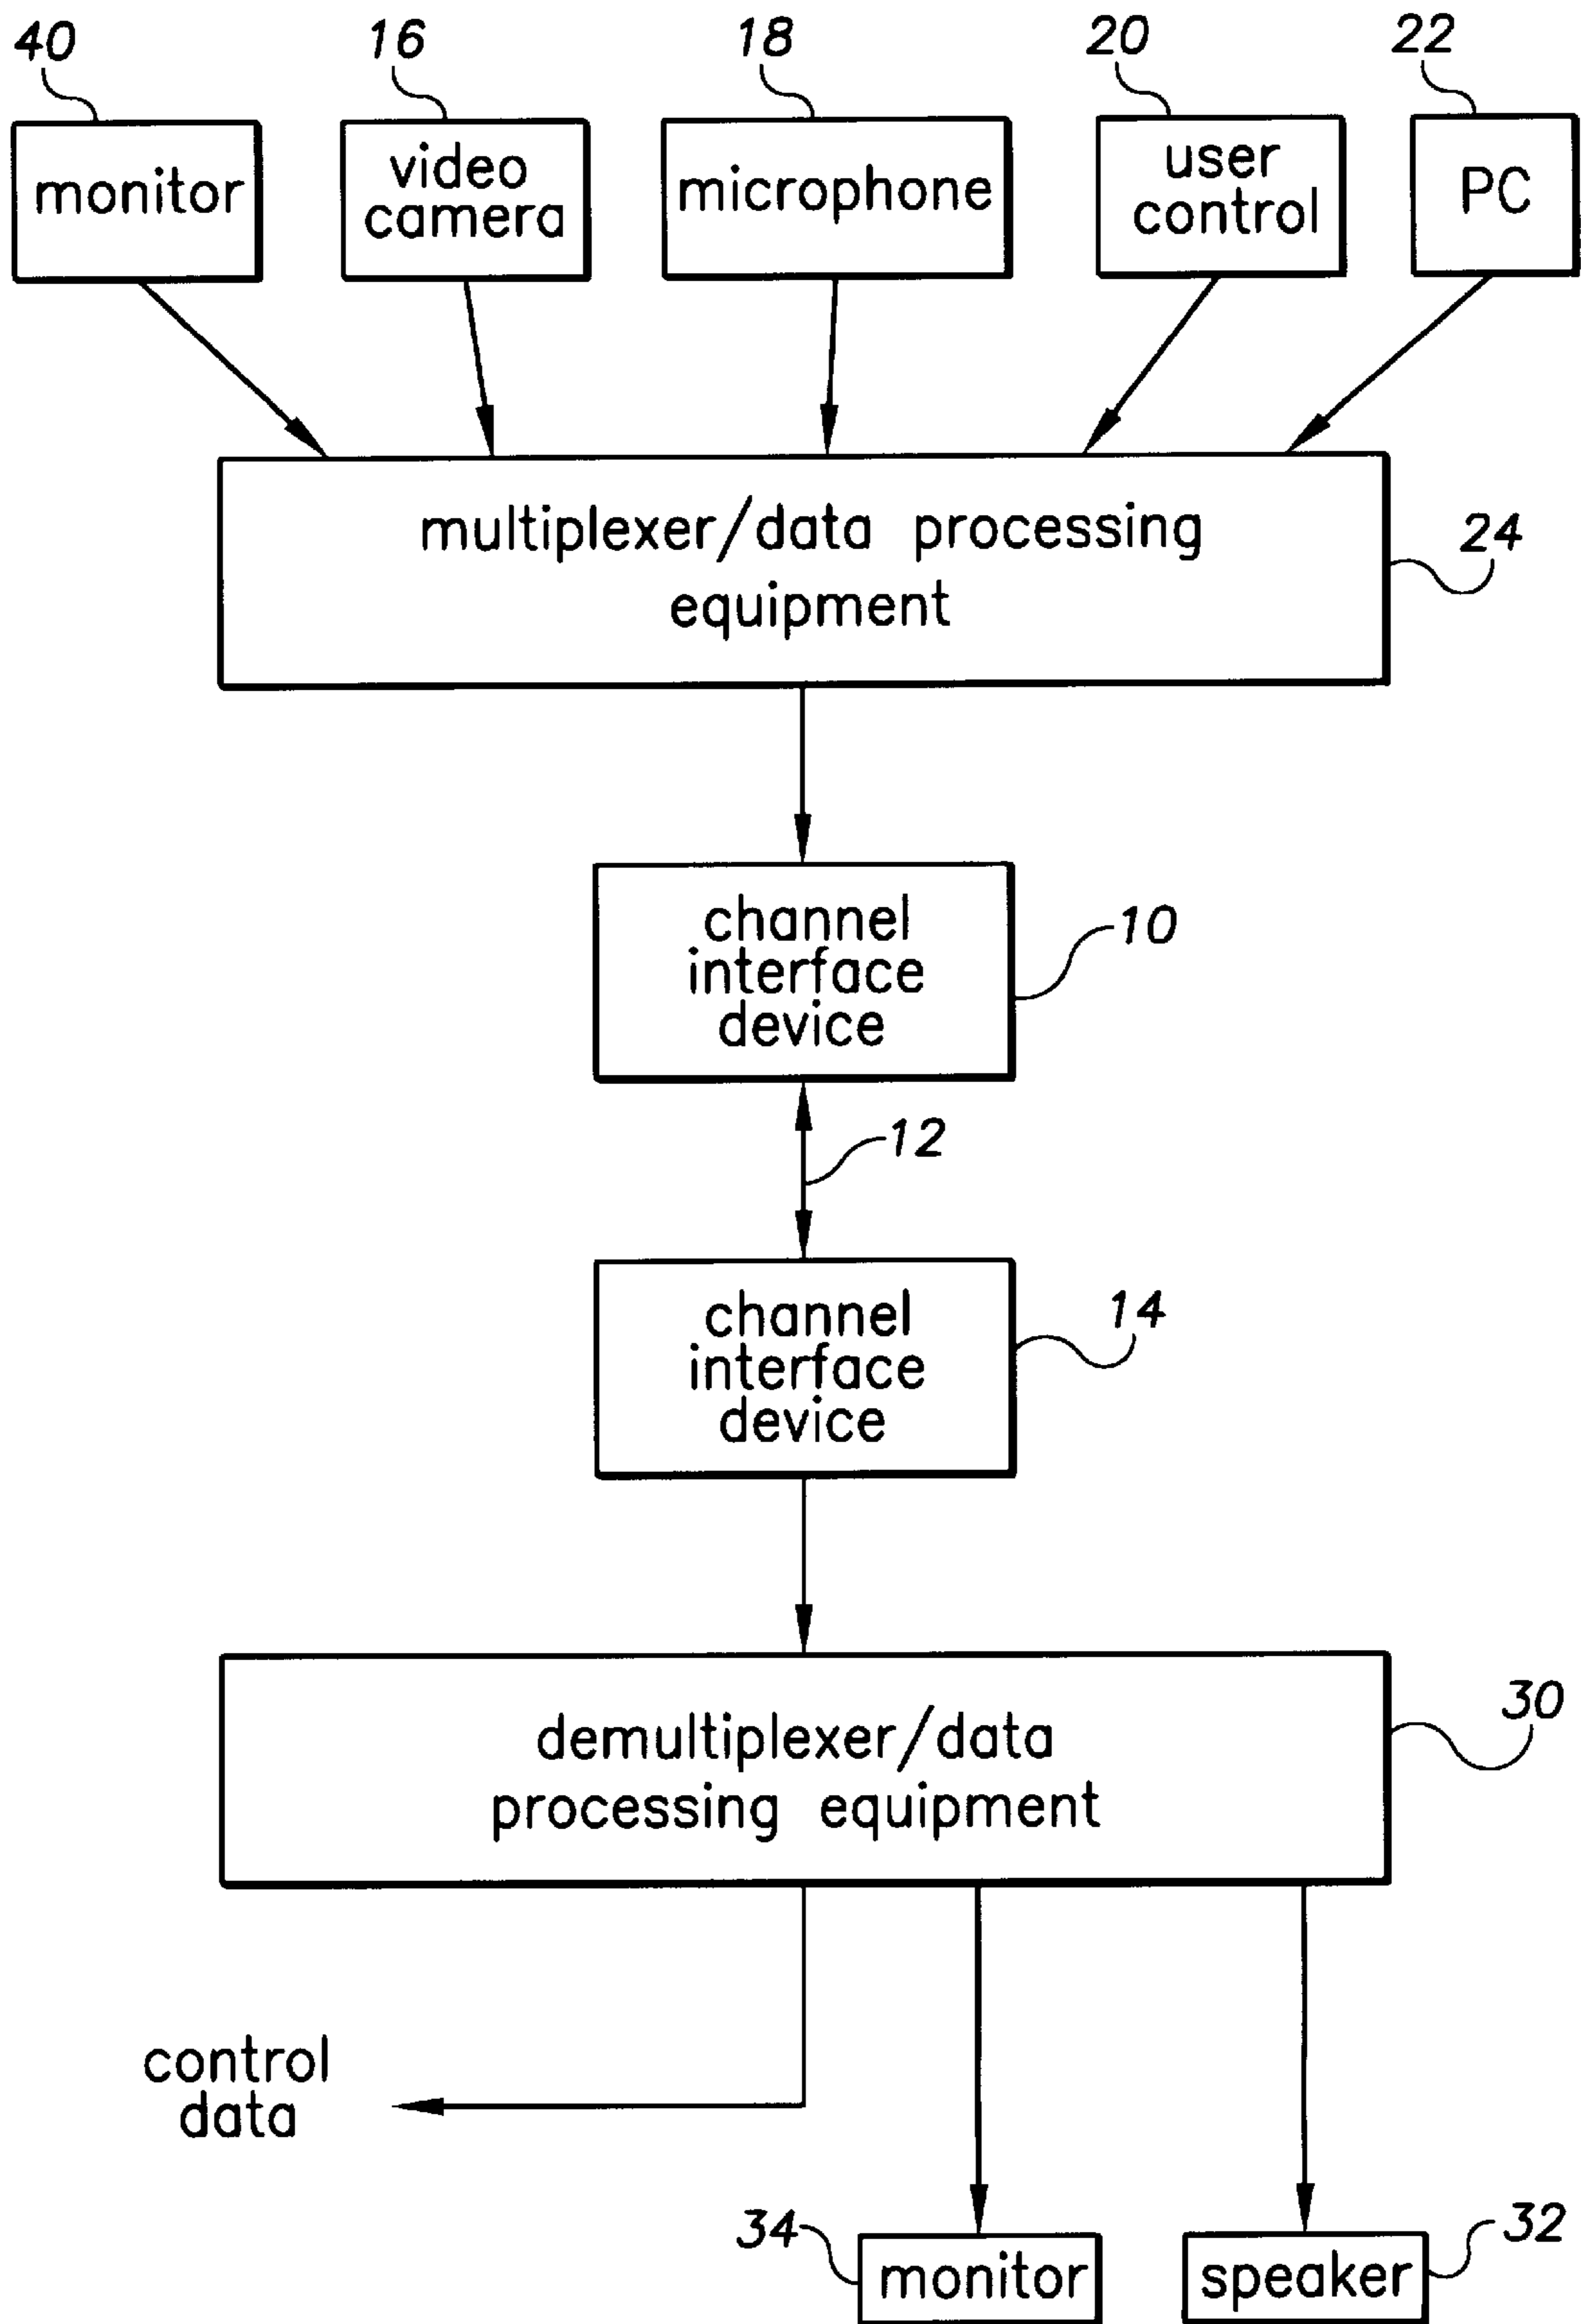 40
16
18
20
22
monitor
video
camera
microphone
user
control
PC
multiplexer/data processing
equipment
24
channel
interface
device
10
12
channel
interface
device
14
demultiplexer/data
processing equipment
30
control
data
34
monitor
speaker
32